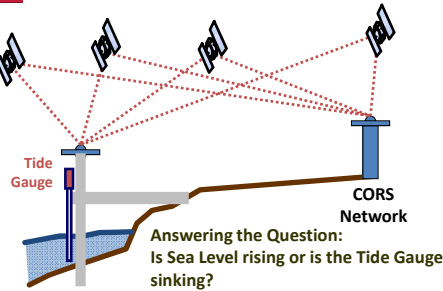 Tide
Gauge
CORS
Network
Answering the Question:
Is Sea Level rising or is the Tide Gauge
sinking?